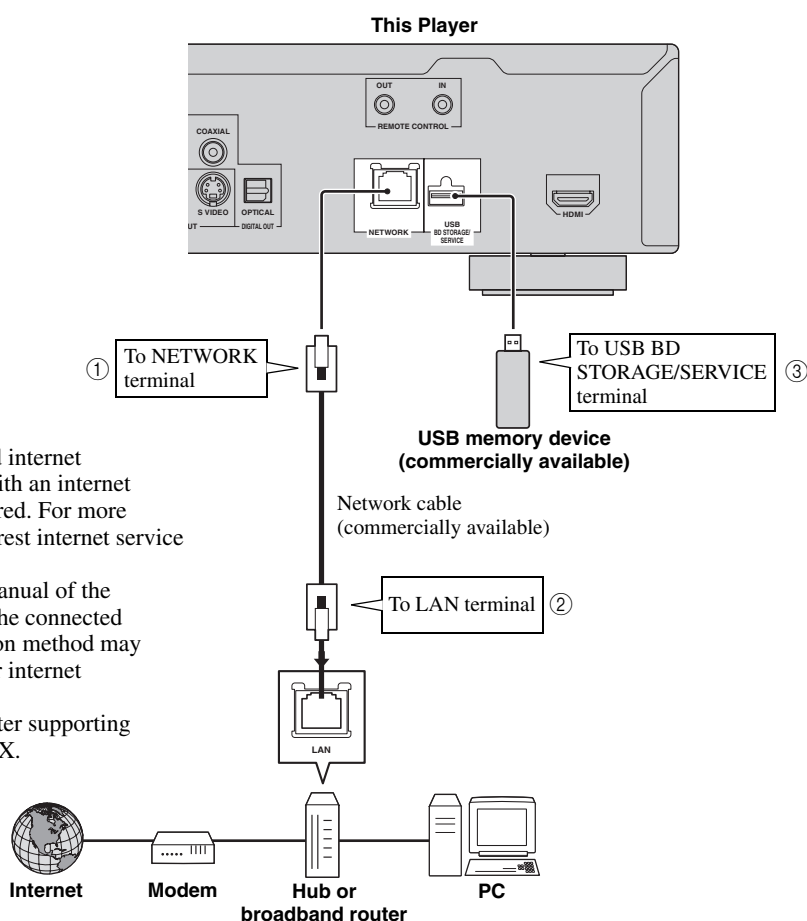 This Player
OUT IN
REMOTE CONTROL
COAXIAL
S VIDEO OPTICAL
UT DIGITAL OUT
NETWORK
USB
BD STORAGE/
SERVICE
HDMI
① To NETWORK
terminal
To USB BD
STORAGE/SERVICE
terminal ③
USB memory device
(commercially available)
internet
ith an internet
red. For more
rest internet service
Network cable
(commercially available)
anual of the
he connected
on method may
r internet
To LAN terminal ②
ter supporting
X.
LAN
Internet
Modem
Hub or
broadband router
PC